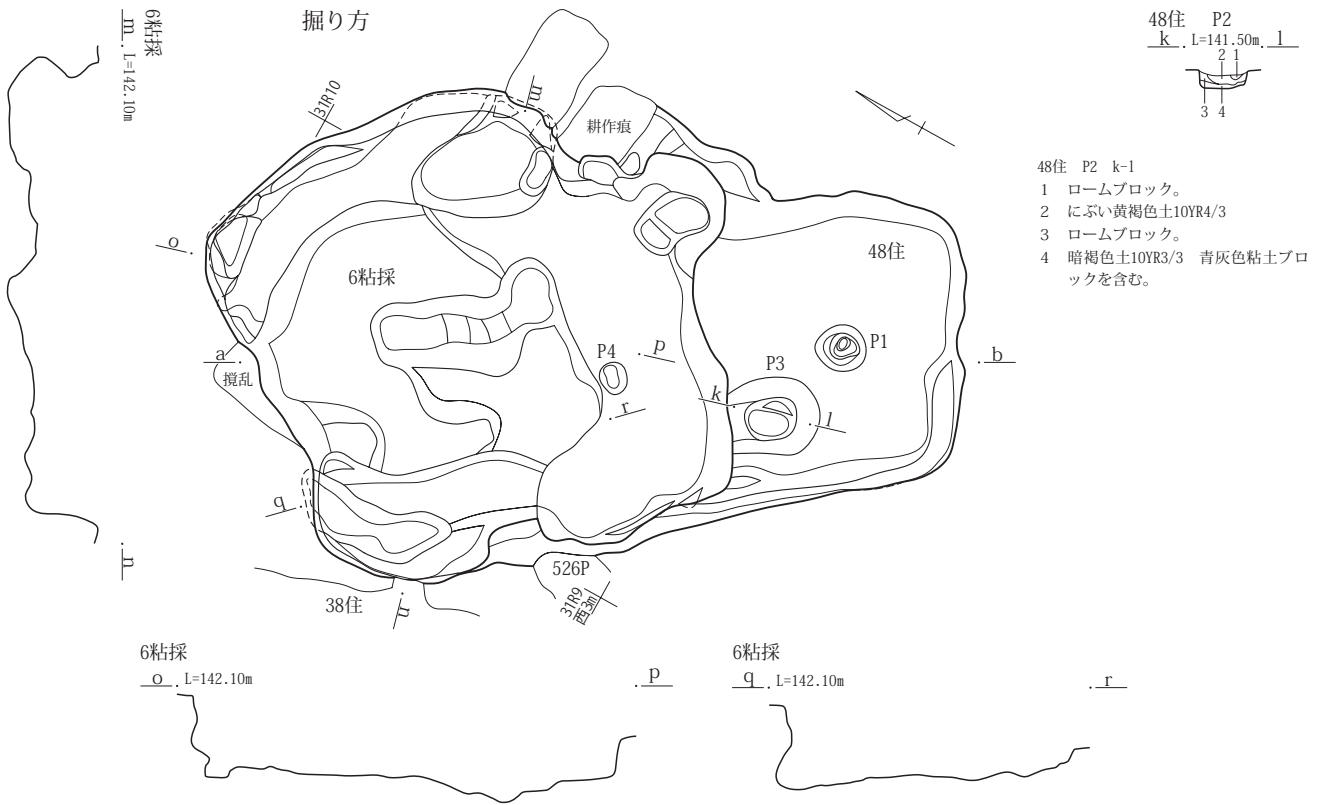 掘り方
6粘採
m
L=142.10m
n
31R10
m
耕作痕
o
6粘採
48住
a
撹乱
P4
p
r
P3
P1
k
l
b
q
526P
38住
n
31R9
西3m
48住 P2
k L=141.50m l
2 1
3 4
48住 P2 k-l
1 ロームブロック。
2 にぶい黄褐色土10YR4/3
3 ロームブロック。
4 暗褐色土10YR3/3 青灰色粘土ブロ
ックを含む。
6粘採
o L=142.10m p
6粘採
q L=142.10m r